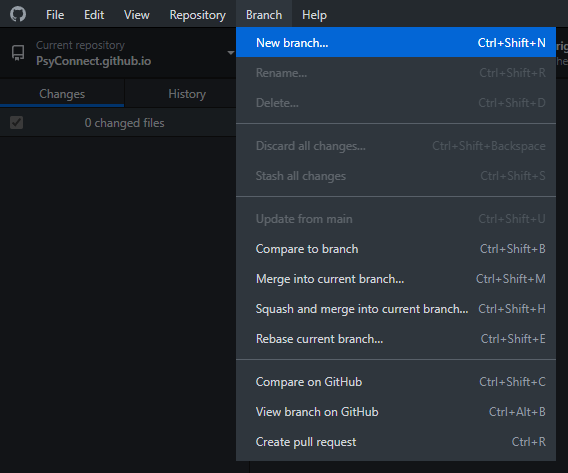 File Edit View Repository Branch Help
Current repository
PsyConnect.github.io
Changes History
0 changed files
New branch... Ctrl+Shift+N
Rename... Ctrl+Shift+R
Delete... Ctrl+Shift+D
Discard all changes... Ctrl+Shift+Backspace
Stash all changes Ctrl+Shift+S
Update from main Ctrl+Shift+U
Compare to branch Ctrl+Shift+B
Merge into current branch... Ctrl+Shift+M
Squash and merge into current branch... Ctrl+Shift+H
Rebase current branch... Ctrl+Shift+E
Compare on GitHub Ctrl+Shift+C
View branch on GitHub Ctrl+Alt+B
Create pull request Ctrl+R